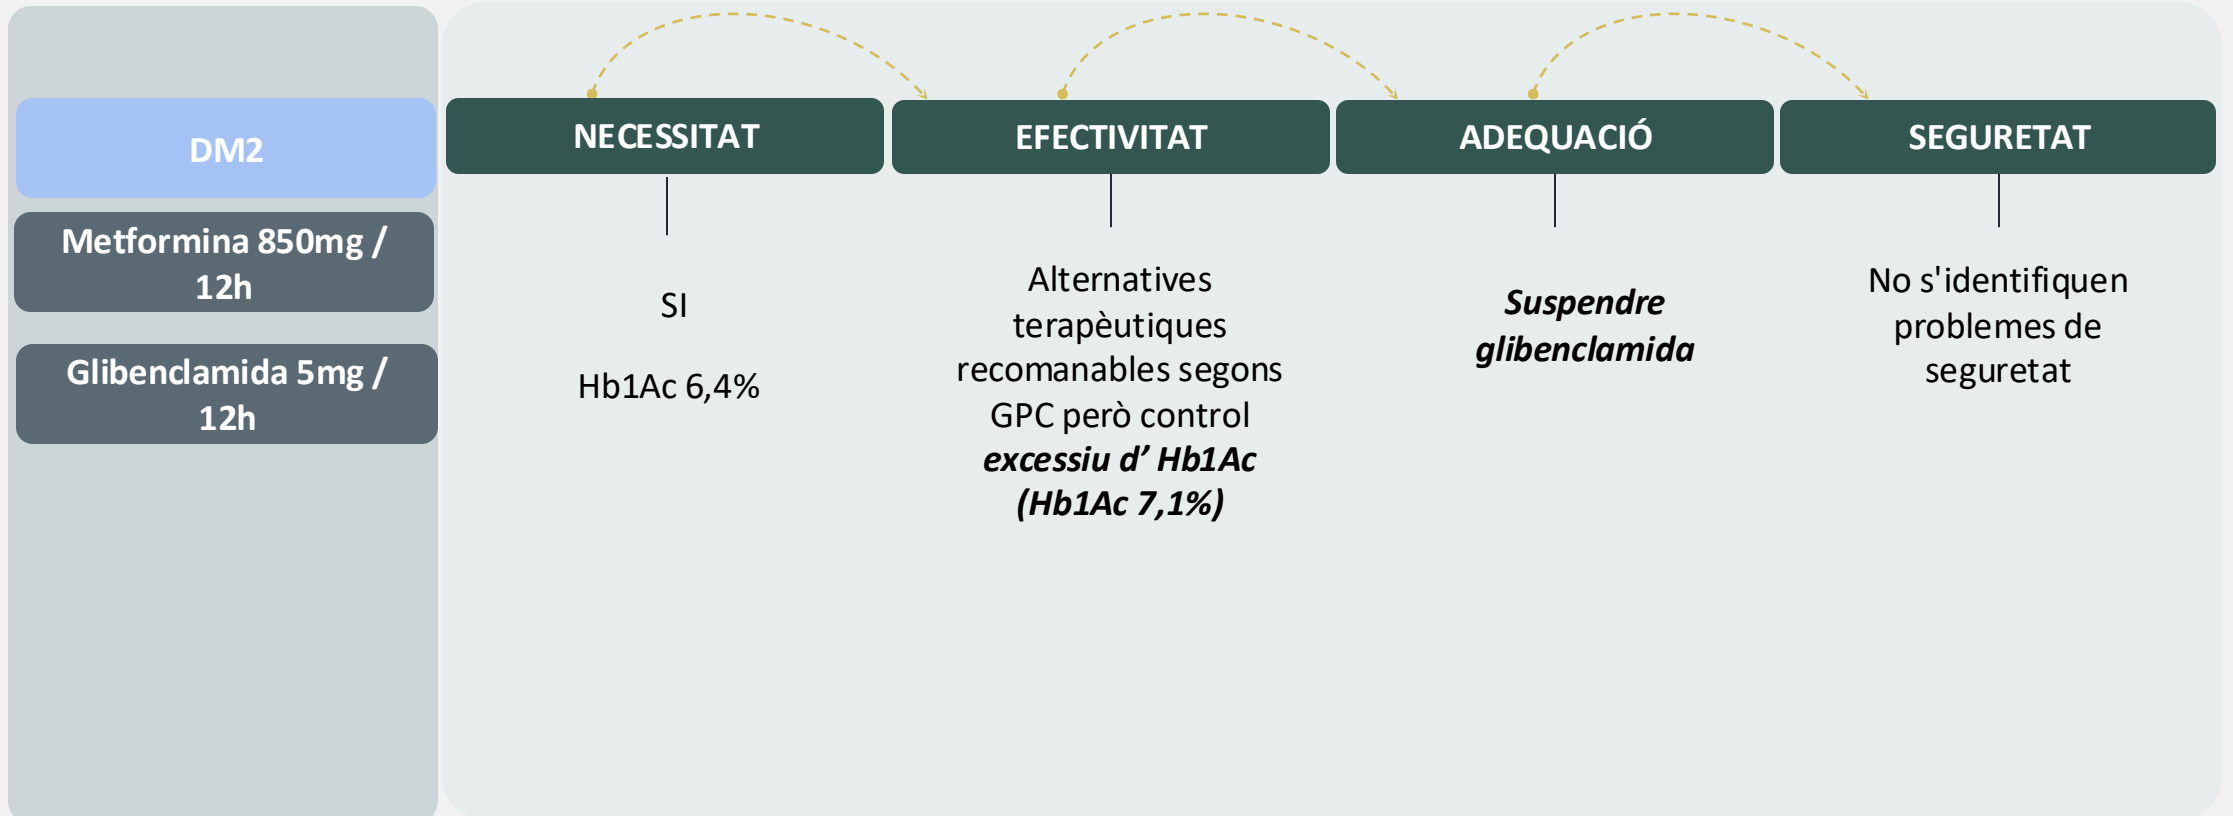 DM2
Metformina 850mg /
12h
Glibenclamida 5mg /
12h
NECESSITAT
SI
Hb1Ac 6,4%
EFECTIVITAT
Alternatives
terapèutiques
recomanables segons
GPC però control
excessiu d’ Hb1Ac
(Hb1Ac 7,1%)
ADEQUACIÓ
Suspendre
glibenclamida
SEGURETAT
No s'identifiquen
problemes de
seguretat